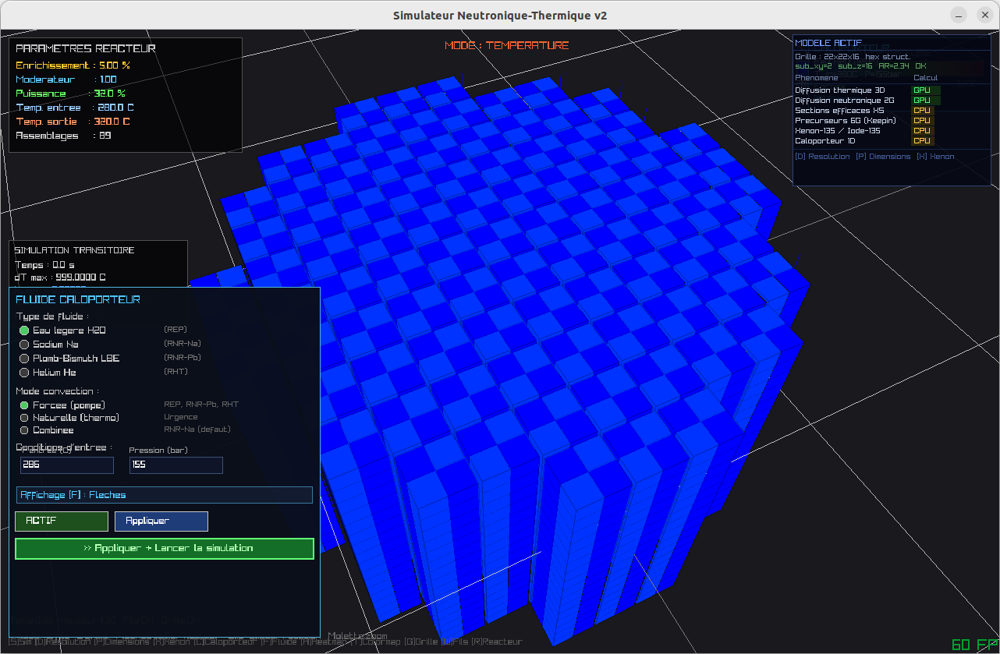 Simulateur Neutronique-Thermique v2
MODE : TEMPERATURE
PARAMETRES REACTEUR
Enrichissement : 5.00 %
Moderateur : 1.00
Puissance : 32.0 %
Temp. entree : 280.0 C
Temp. sortie : 320.0 C
Assemblages : 89
MODELE ACTIF
Grille : 22x22x16 hex struct.
sub_xy=2 sub_z=16 AR=2.34 OK
Phenomene Calcul
Diffusion thermique 3D GPU
Diffusion neutronique 2G GPU
Sections efficaces XS CPU
Precurseurs 6G (Keepin) CPU
Xenon-135 / Iode-135 CPU
Caloporteur 1D CPU
[D] Resolution [P] Dimensions [X] Xenon
SIMULATION TRANSITOIRE
Temps : 0.0 s
dT max : 999.0000 C
FLUIDE CALOPORTEUR
Type de fluide :
Eau legere H2O (REP)
Sodium Na (RNR-Na)
Plomb-Bismuth LBE (RNR-Pb)
Helium He (RHT)
Mode convection :
Forcee (pompe) REP, RNR-Pb, RHT
Naturelle (thermo) Urgence
Combinee RNR-Na (defaut)
Conditions d'entree :
Pression (bar)
286 155
Affichage [F] : Fleches
ACTIF Appliquer
>> Appliquer + Lancer la simulation
Molette:zoom
[S]Sim [D]Resolution [P]Dimensions [X]Xenon [C]Caloporteur [F]Fluide [H]Heatmap [T]Colormap [G]Grille [W]Fils [R]Reacteur
60 FP